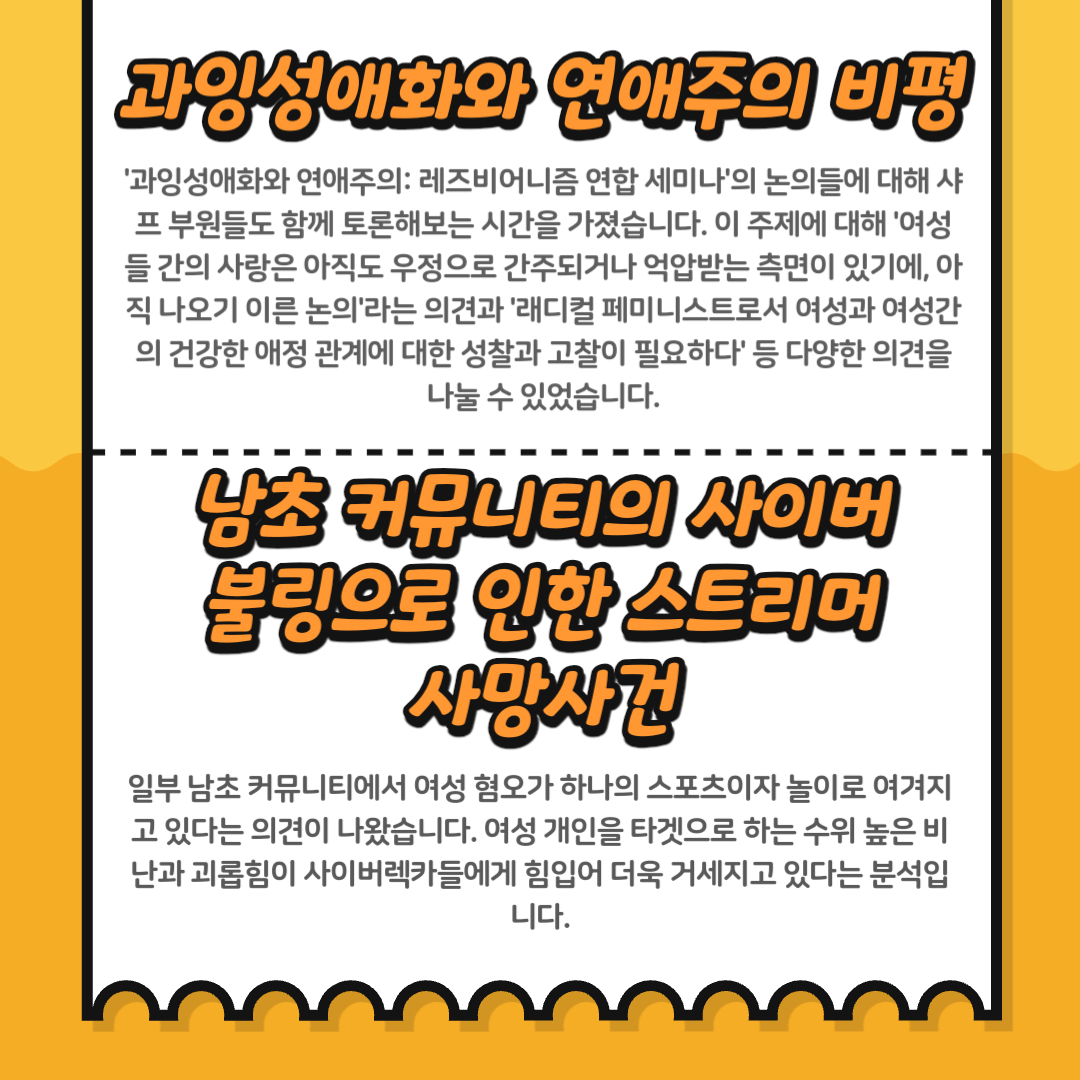 과잉성애화와 연애주의 비평
'과잉성애화와 연애주의: 레즈비어니즘 연합 세미나'의 논의들에 대해 샤
프 부원들도 함께 토론해보는 시간을 가졌습니다. 이 주제에 대해 '여성
들 간의 사랑은 아직도 우정으로 간주되거나 억압받는 측면이 있기에, 아
직 나오기 이른 논의'라는 의견과 '래디컬 페미니스트로서 여성과 여성간
의 건강한 애정 관계에 대한 성찰과 고찰이 필요하다' 등 다양한 의견을
나눌 수 있었습니다.
남초 커뮤니티의 사이버
불링으로 인한 스트리머
사망사건
일부 남초 커뮤니티에서 여성 혐오가 하나의 스포츠이자 놀이로 여겨지
고 있다는 의견이 나왔습니다. 여성 개인을 타겟으로 하는 수위 높은 비
난과 괴롭힘이 사이버렉카들에게 힘입어 더욱 거세지고 있다는 분석입
니다.